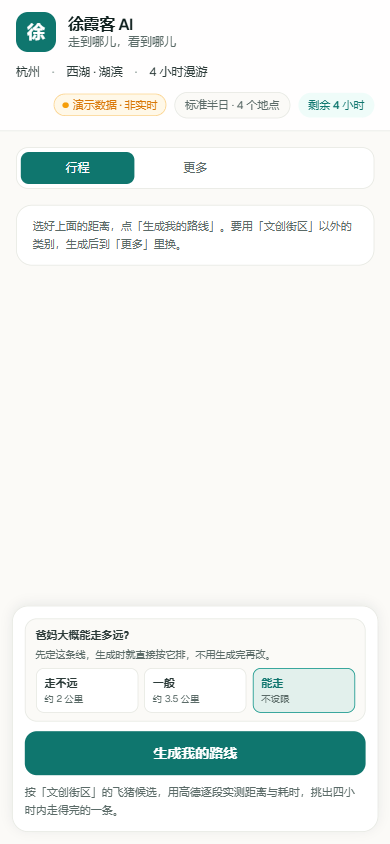 徐
徐霞客 AI
走到哪儿，看到哪儿
杭州 · 西湖 · 湖滨 · 4 小时漫游
演示数据 · 非实时
标准半日 · 4 个地点
剩余 4 小时
行程
更多
选好上面的距离，点「生成我的路线」。要用「文创街区」以外的
类别，生成后到「更多」里换。
爸妈大概能走多远？
先定这条线，生成时就直接按它排，不用生成完再改。
走不远
约 2 公里
一般
约 3.5 公里
能走
不设限
生成我的路线
按「文创街区」的飞猪候选，用高德逐段实测距离与耗时，挑出四小
时内走得完的一条。